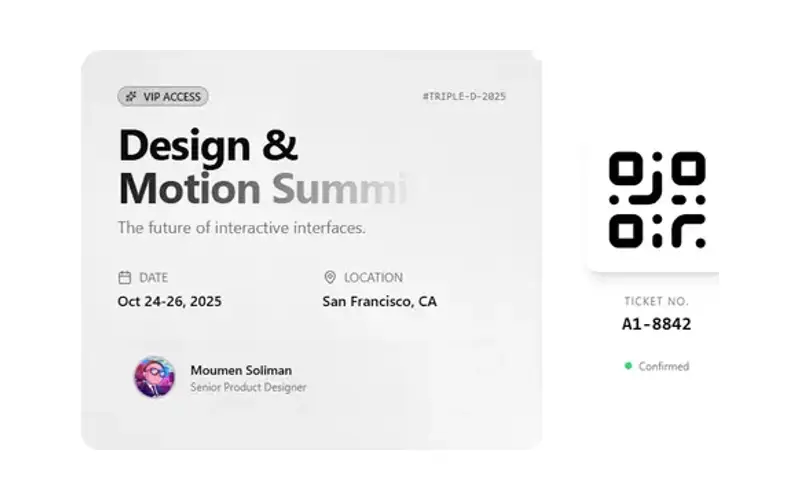 VIP ACCESS
#TRIPLE-D-2025
Design &
Motion Summi
The future of interactive interfaces.
DATE
Oct 24-26, 2025
LOCATION
San Francisco, CA
Moumen Soliman
Senior Product Designer
TICKET NO.
A1-8842
Confirmed